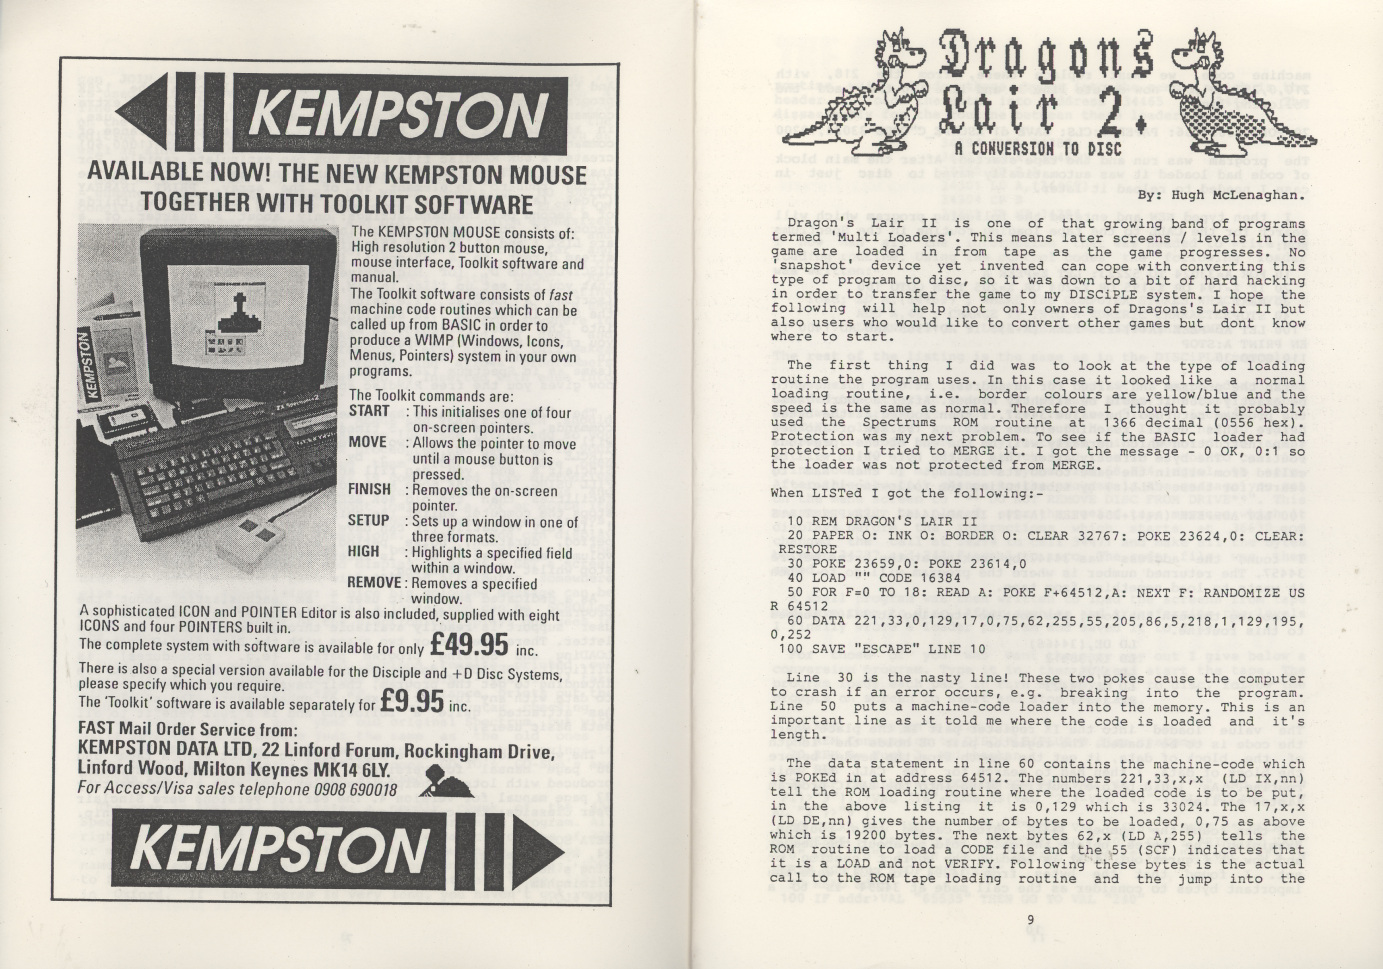 KEMPSTON
AVAILABLE NOW! THE NEW KEMPSTON MOUSE
TOGETHER WITH TOOLKIT SOFTWARE
KEMPSTON
The KEMPSTON MOUSE consists of:
High resolution 2 button mouse,
mouse interface, Toolkit software and
manual.
The Toolkit software consists of fast
machine code routines which can be
called up from BASIC in order to
produce a WIMP (Windows, Icons,
Menus, Pointers) system in your own
programs.
The Toolkit commands are:
START : This initialises one of four
on-screen pointers.
MOVE : Allows the pointer to move
until a mouse button is
pressed.
FINISH : Removes the on-screen
pointer.
SETUP : Sets up a window in one of
three formats.
HIGH : Highlights a specified field
within a window.
REMOVE : Removes a specified
window.
A sophisticated ICON and POINTER Editor is also included, supplied with eight
ICONS and four POINTERS built in.
The complete system with software is available for only £49.95 inc.
There is also a special version available for the Disciple and +D Disc Systems,
please specify which you require.
The 'Toolkit' software is available separately for £9.95 inc.
FAST Mail Order Service from:
KEMPSTON DATA LTD, 22 Linford Forum, Rockingham Drive,
Linford Wood, Milton Keynes MK14 6LY.
For Access/Visa sales telephone 0908 690018
KEMPSTON
Dragons
Lair 2.
A CONVERSION TO DISC
By: Hugh McLenaghan.
Dragon's Lair II is one of that growing band of programs
termed 'Multi Loaders'. This means later screens / levels in the
game are loaded in from tape as the game progresses. No
'snapshot' device yet invented can cope with converting this
type of program to disc, so it was down to a bit of hard hacking
in order to transfer the game to my DISCiPLE system. I hope the
following will help not only owners of Dragons's Lair II but
also users who would like to convert other games but dont know
where to start.
The first thing I did was to look at the type of loading
routine the program uses. In this case it looked like a normal
loading routine, i.e. border colours are yellow/blue and the
speed is the same as normal. Therefore I thought it probably
used the Spectrums ROM routine at 1366 decimal (0556 hex).
Protection was my next problem. To see if the BASIC loader had
protection I tried to MERGE it. I got the message - 0 OK, 0:1 so
the loader was not protected from MERGE.
When LISTed I got the following:-
10 REM DRAGON'S LAIR II
20 PAPER O: INK O: BORDER O: CLEAR 32767: POKE 23624,0: CLEAR:
RESTORE
30 POKE 23659,0: POKE 23614,0
40 LOAD "" CODE 16384
50 FOR F=0 TO 18: READ A: POKE F+64512,A: NEXT F: RANDOMIZE US
R 64512
60 DATA 221,33,0,129,17,0,75,62,255,55,205,86,5,218,1,129,195,
0,252
100 SAVE "ESCAPE" LINE 10
Line 30 is the nasty line! These two pokes cause the computer
to crash if an error occurs, e.g. breaking into the program.
Line 50 puts a machine-code loader into the memory. This is an
important line as it told me where the code is loaded and it's
length.
The data statement in line 60 contains the machine-code which
is POKEd in at address 64512. The numbers 221,33,x,x (LD IX,nn)
tell the ROM loading routine where the loaded code is to be put,
in the above listing it is 0,129 which is 33024. The 17,x,x
(LD DE,nn) gives the number of bytes to be loaded, 0,75 as above
which is 19200 bytes. The next bytes 62,x (LD A,255) tells the
ROM routine to load a CODE file and the 55 (SCF) indicates that
it is a LOAD and not VERIFY. Following these bytes is the actual
call to the ROM tape loading routine and the jump into the
9